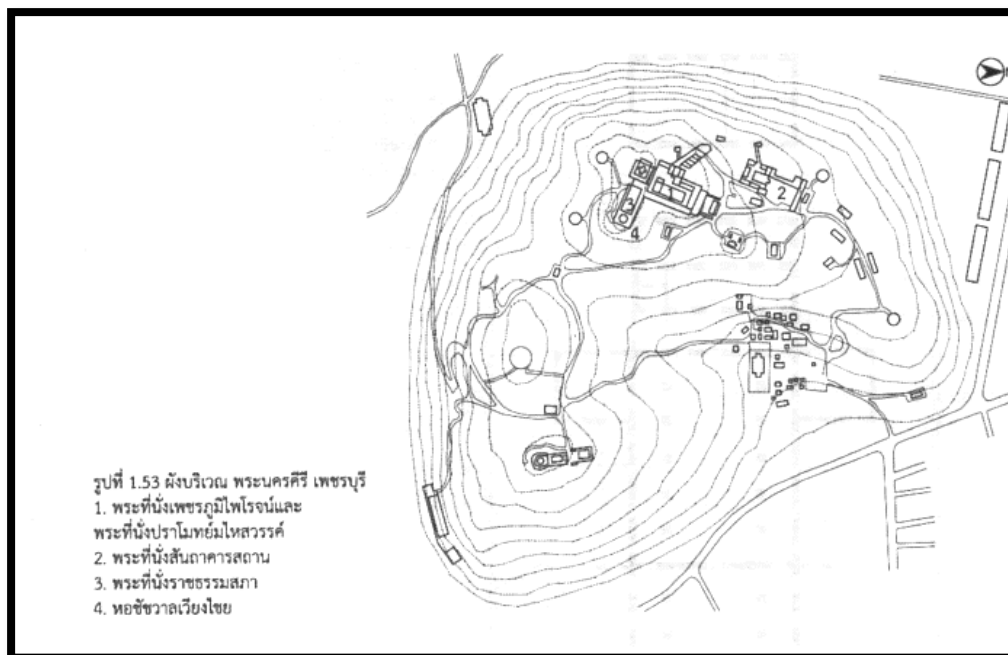 2
3
4
รูปที่ 1.53 ผังบริเวณ พระนครคีรี เพชรบุรี
1. พระที่นั่งเพชรภูมิไพโรจน์และ
พระที่นั่งปราโมทย์มไหสวรรค์
2. พระที่นั่งสันถาคารสถาน
3. พระที่นั่งราชธรรมสภา
4. หอชัชวาลเวียงไชย